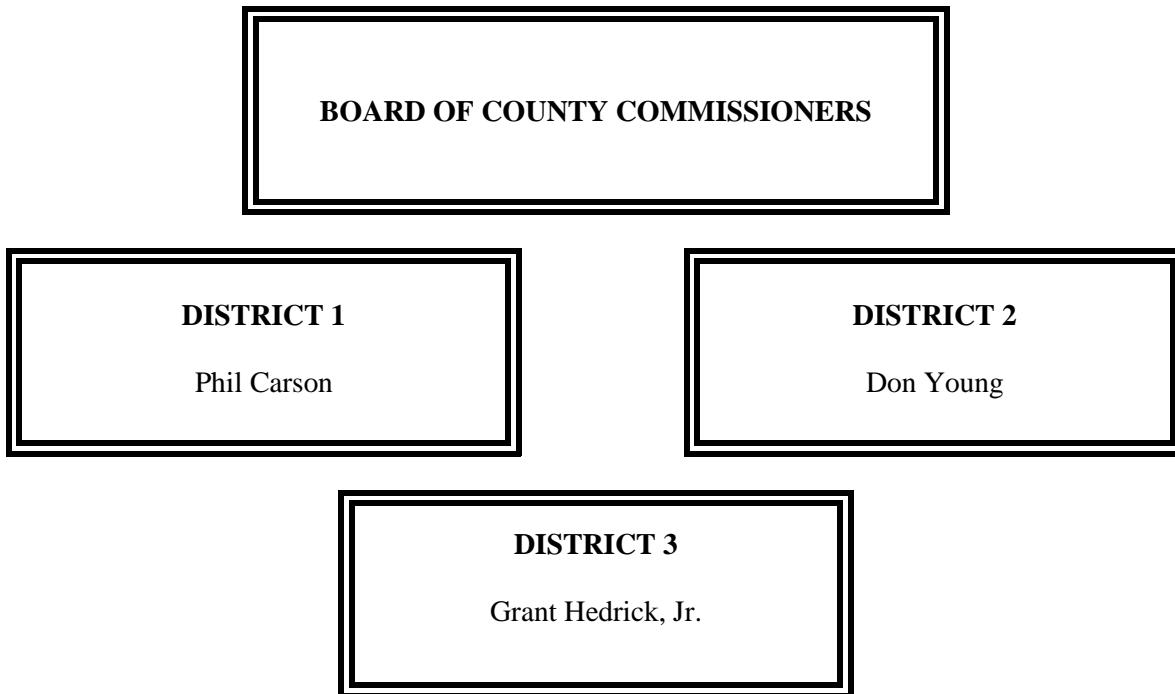 BOARD OF COUNTY COMMISSIONERS
DISTRICT 1
Phil Carson
DISTRICT 2
Don Young
DISTRICT 3
Grant Hedrick, Jr.